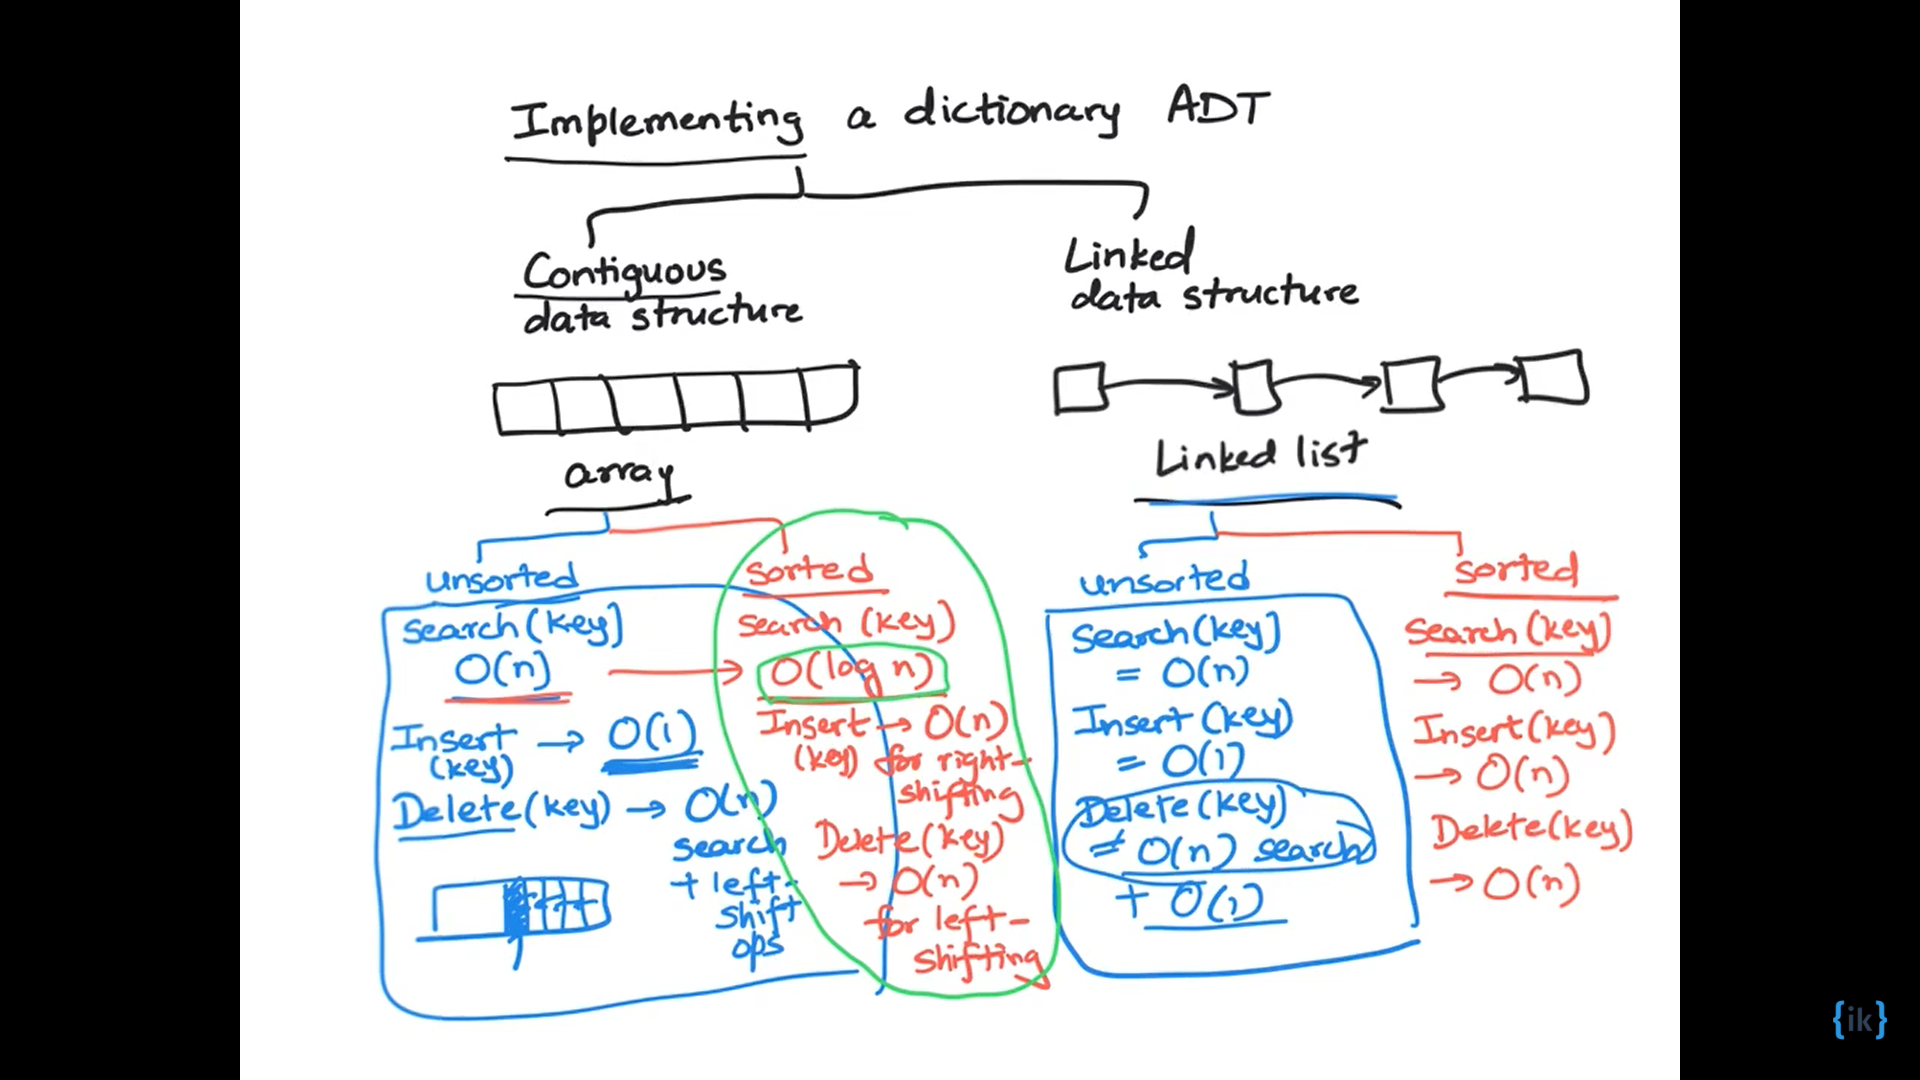 Implementing a dictionary ADT
Contiguous
data structure
Linked
data structure
array
Linked list
unsorted
Search(key)
O(n)
Insert → O(1)
(key)
Delete(key) → O(n)
search
+ left-
shift
ops
sorted
search (key)
O(log n)
Insert → O(n)
(key) for right-
shifting
Delete(key)
→ O(n)
for left-
shifting
unsorted
Search(key)
= O(n)
Insert (key)
= O(1)
Delete(key)
= O(n) search
+ O(1)
sorted
Search (key)
→ O(n)
Insert(key)
→ O(n)
Delete(key)
→ O(n)
{ik}